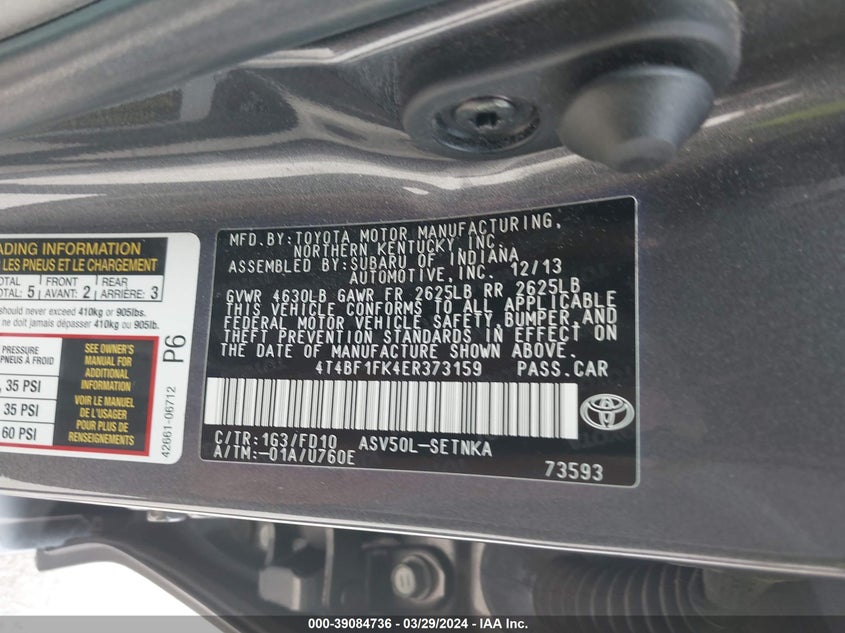 MFD.BY:TOYOTA MOTOR MANUFACTURING,
NORTHERN KENTUCKY,INC.
ASSEMBLED BY:SUBARU OF INDIANA
AUTOMOTIVE,INC. 12/13
GVWR 4630LB GAWR FR 2625LB RR 2625LB
THIS VEHICLE CONFORMS TO ALL APPLICABLE
FEDERAL MOTOR VEHICLE SAFETY,BUMPER,AND
THEFT PREVENTION STANDARDS IN EFFECT ON
THE DATE OF MANUFACTURE SHOWN ABOVE.
4T4BF1FK4ER373159 PASS.CAR
C/TR:1G3/FD10 ASV50L-SETNKA
A/TM:-01A/U760E
73593
INFORMATION
LES PNEUS ET LE CHARGEMENT
FRONT REAR
5 AVANT: 2 ARRIÈRE: 3
should never exceed 410kg or 905lbs.
ne doit jamais dépasser 410kg ou 905lb.
PRESSURE
PNEUS À FROID
35 PSI
35 PSI
60 PSI
SEE OWNER'S
MANUAL FOR
ADDITIONAL
INFORMATION
VOIR LE MANUEL
DE L'USAGER
POUR PLUS DE
RENSEIGNEMENTS
P6
42661-06712
000-39084736 - 03/29/2024 - IAA Inc.